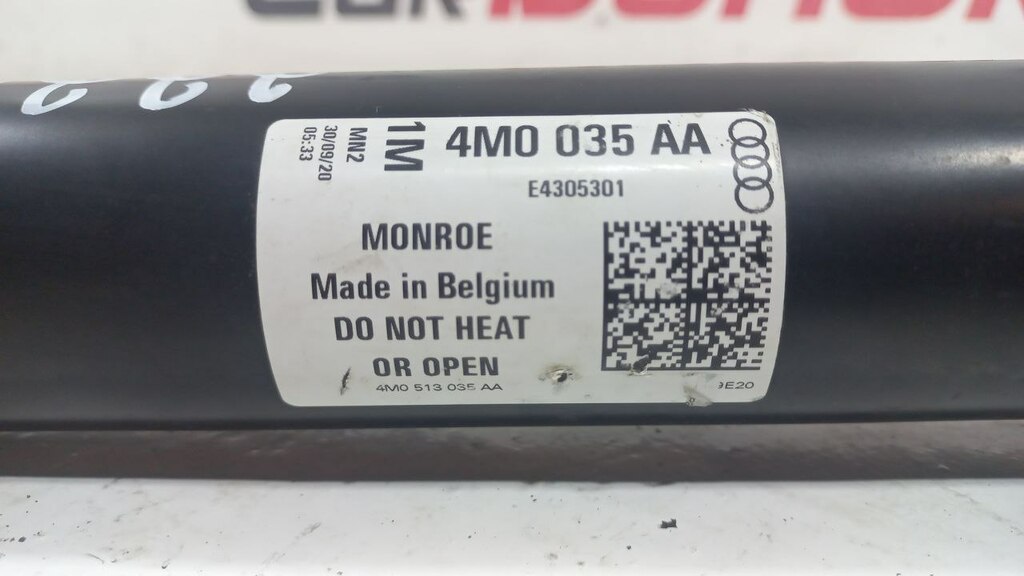 MN2
30/09/20
05:33
1M
4M0 035 AA
E4305301
MONROE
Made in Belgium
DO NOT HEAT
OR OPEN
4M0 513 035 AA